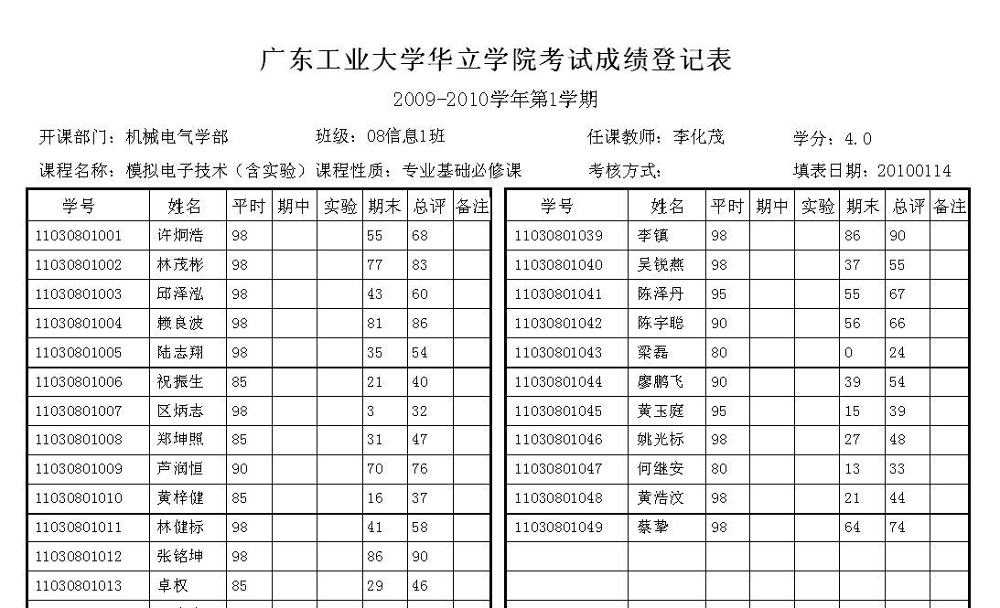 广东工业大学华立学院考试成绩登记表
2009-2010学年第1学期
开课部门：机械电气学部 班级：08信息1班 任课教师：李化茂 学分：4.0
课程名称：模拟电子技术（含实验）课程性质：专业基础必修课 考核方式： 填表日期：20100114
学号 姓名 平时 期中 实验 期末 总评 备注 学号 姓名 平时 期中 实验 期末 总评 备注
11030801001 许炯浩 98 55 68 11030801039 李镇 98 86 90
11030801002 林茂彬 98 77 83 11030801040 吴锐燕 98 37 55
11030801003 邱泽泓 98 43 60 11030801041 陈泽丹 95 55 67
11030801004 赖良波 98 81 86 11030801042 陈宇聪 90 56 66
11030801005 陆志翔 98 35 54 11030801043 梁磊 80 0 24
11030801006 祝振生 85 21 40 11030801044 廖鹏飞 90 39 54
11030801007 区炳志 98 3 32 11030801045 黄玉庭 95 15 39
11030801008 郑坤照 85 31 47 11030801046 姚光标 98 27 48
11030801009 芦润恒 90 70 76 11030801047 何继安 80 13 33
11030801010 黄梓健 85 16 37 11030801048 黄浩汶 98 21 44
11030801011 林健标 98 41 58 11030801049 蔡挚 98 64 74
11030801012 张铭坤 98 86 90
11030801013 卓权 85 29 46